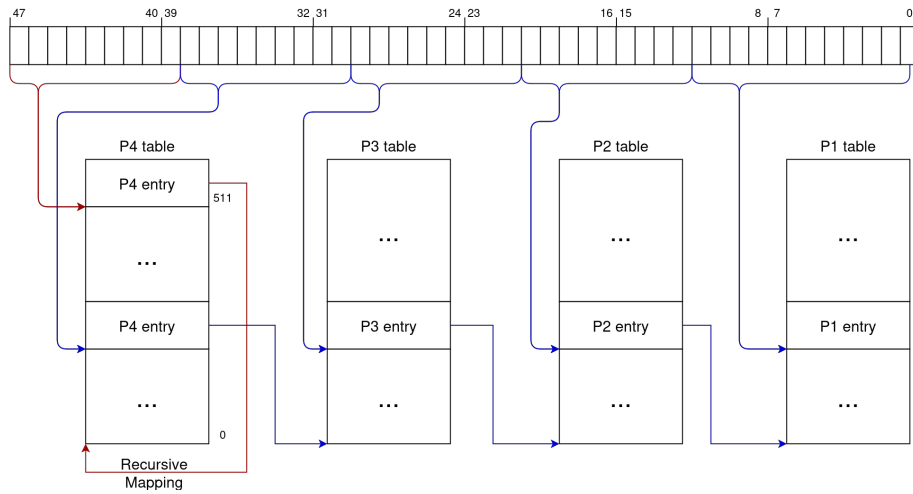 47 40 39 32 31 24 23 16 15 8 7 0
P4 table P3 table P2 table P1 table
P4 entry
511
... ... ... ...
P4 entry P3 entry P2 entry P1 entry
... ... ... ...
0
Recursive
Mapping